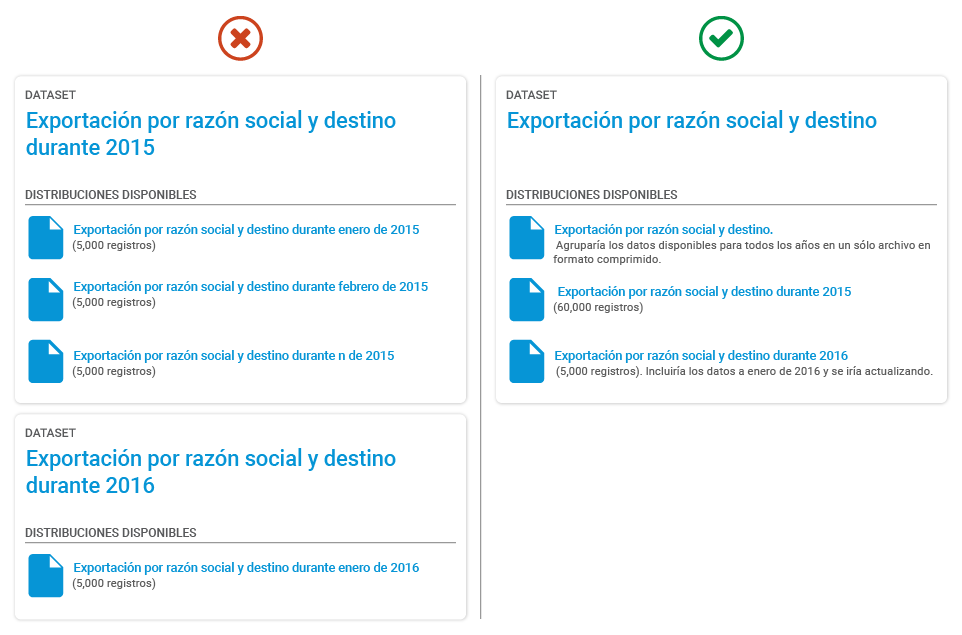 DATASET
Exportación por razón social y destino
durante 2015
DISTRIBUCIONES DISPONIBLES
Exportación por razón social y destino durante enero de 2015
(5,000 registros)
Exportación por razón social y destino durante febrero de 2015
(5,000 registros)
Exportación por razón social y destino durante n de 2015
(5,000 registros)
DATASET
Exportación por razón social y destino
durante 2016
DISTRIBUCIONES DISPONIBLES
Exportación por razón social y destino durante enero de 2016
(5,000 registros)
DATASET
Exportación por razón social y destino
DISTRIBUCIONES DISPONIBLES
Exportación por razón social y destino.
Agruparía los datos disponibles para todos los años en un sólo archivo en
formato comprimido.
Exportación por razón social y destino durante 2015
(60,000 registros)
Exportación por razón social y destino durante 2016
(5,000 registros). Incluiría los datos a enero de 2016 y se iría actualizando.